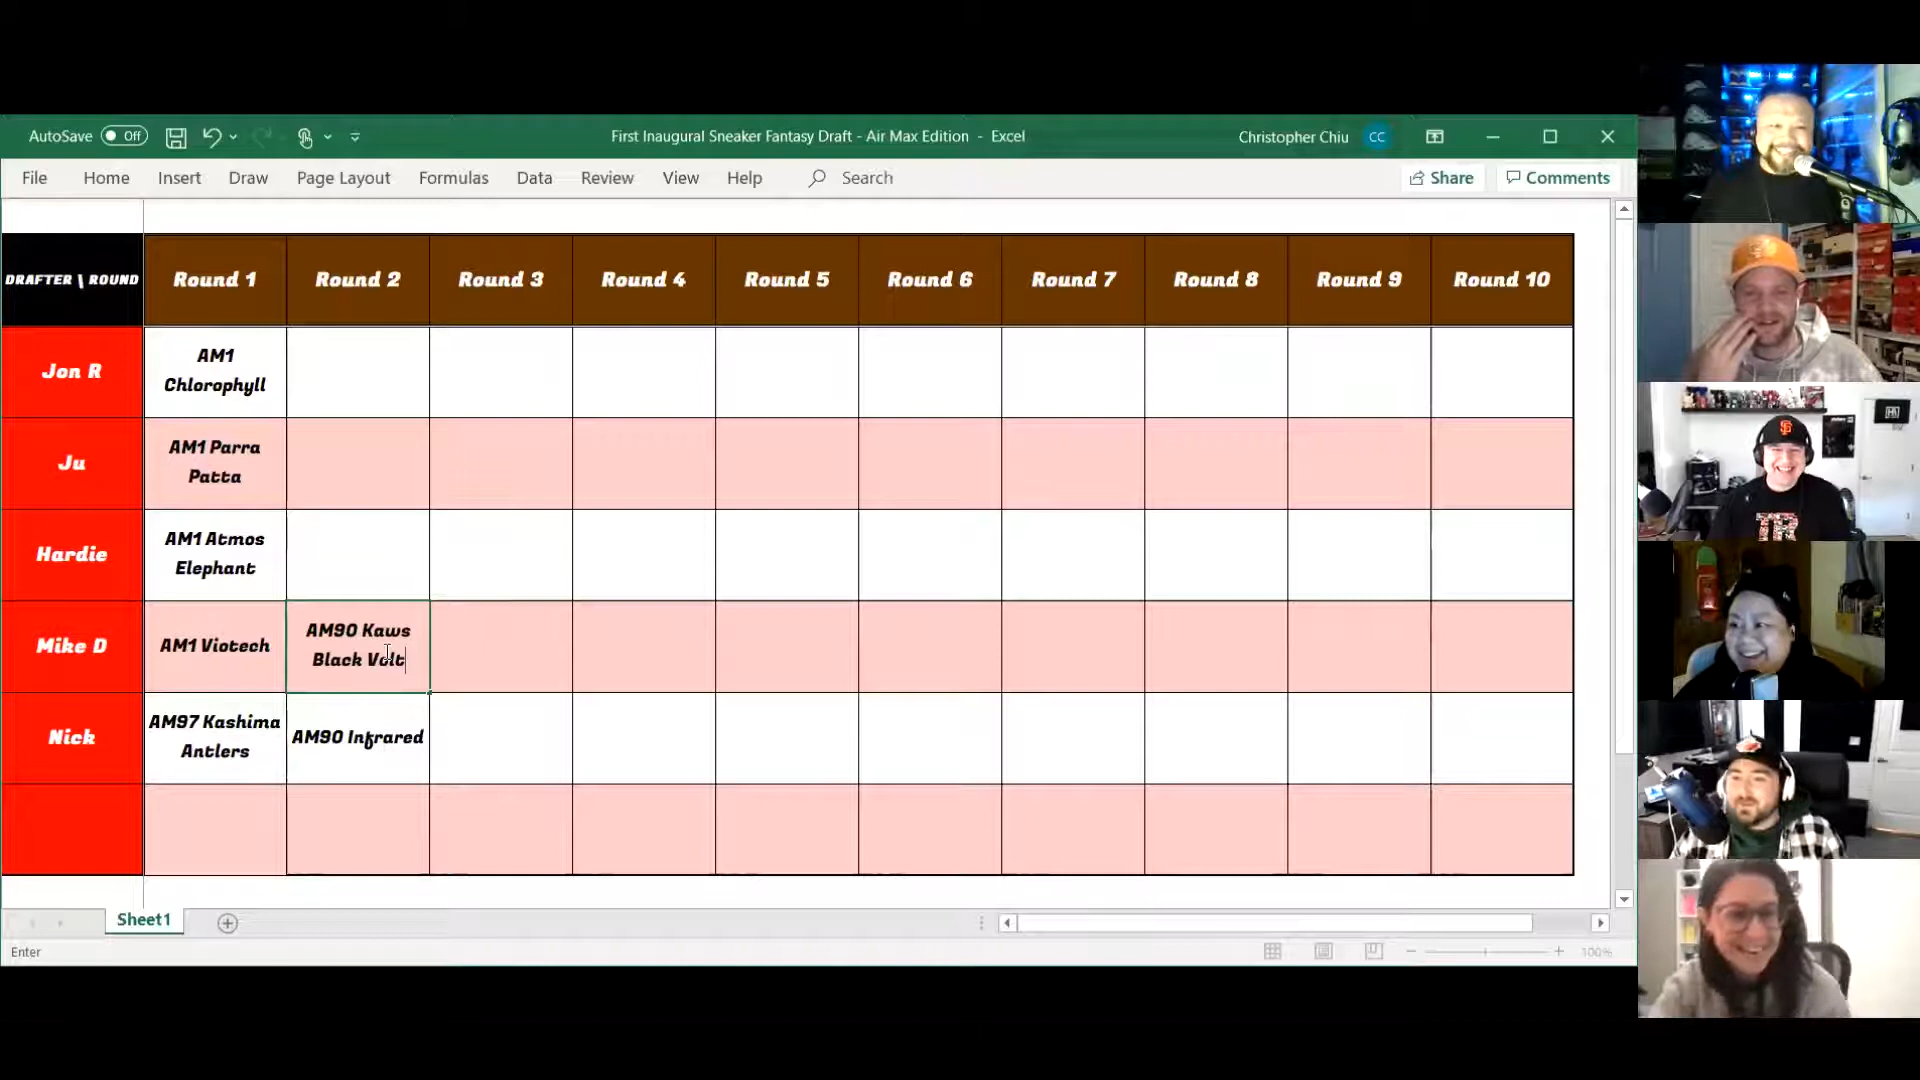 AutoSave Off
First Inaugural Sneaker Fantasy Draft - Air Max Edition - Excel
Christopher Chiu CC
File Home Insert Draw Page Layout Formulas Data Review View Help Search Share Comments
DRAFTER \ ROUND Round 1 Round 2 Round 3 Round 4 Round 5 Round 6 Round 7 Round 8 Round 9 Round 10
Jon R
AM1
Chlorophyll
Ju
AM1 Parra
Patta
Hardie
AM1 Atmos
Elephant
Mike D
AM1 Viotech
AM90 Kaws
Black Volt
Nick
AM97 Kashima
Antlers
AM90 Infrared
Sheet1
Enter
100%
SF
TR